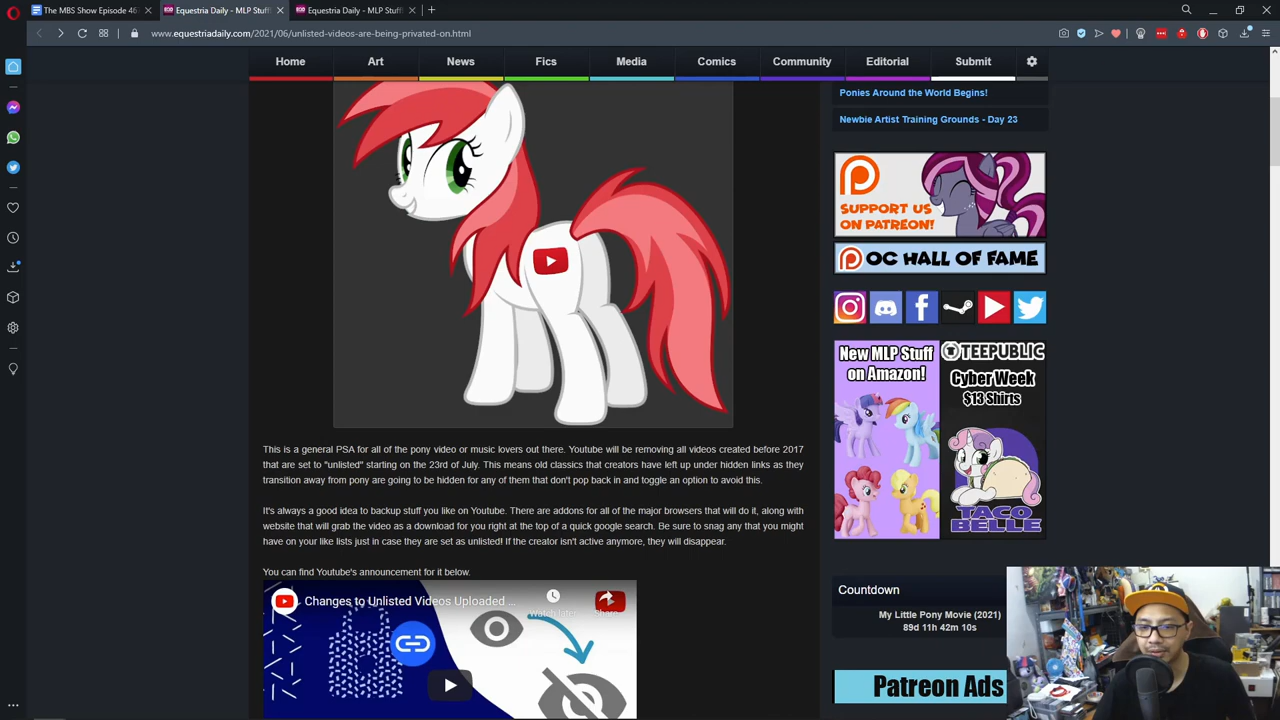 The MBS Show Episode 46
Equestria Daily - MLP Stuff
Equestria Daily - MLP Stuff
www.equestriadaily.com/2021/06/unlisted-videos-are-being-privated-on.html
Home Art News Fics Media Comics Community Editorial Submit
Ponies Around the World Begins!
Newbie Artist Training Grounds - Day 23
SUPPORT US
ON PATREON!
OC HALL OF FAME
New MLP Stuff
on Amazon!
TEEPUBLIC
Cyber Week
$13 Shirts
TACO
BELLE
This is a general PSA for all of the pony video or music lovers out there. Youtube will be removing all videos created before 2017
that are set to "unlisted" starting on the 23rd of July. This means old classics that creators have left up under hidden links as they
transition away from pony are going to be hidden for any of them that don't pop back in and toggle an option to avoid this.
It's always a good idea to backup stuff you like on Youtube. There are addons for all of the major browsers that will do it, along with
website that will grab the video as a download for you right at the top of a quick google search. Be sure to snag any that you might
have on your like lists just in case they are set as unlisted! If the creator isn't active anymore, they will disappear.
You can find Youtube's announcement for it below.
Changes to Unlisted Videos Uploaded ...
Watch later
Share
Countdown
My Little Pony Movie (2021)
89d 11h 42m 10s
Patreon Ads